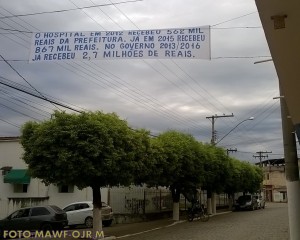 O HOSPITAL EM 2012 RECEBEU 562 MIL
REAIS DA PREFEITURA. JÁ EM 2015 RECEBEU
867 MIL REAIS. NO GOVERNO 2013/2016
JÁ RECEBEU 2,7 MILHÕES DE REAIS.
FOTO - MAWF OJR M